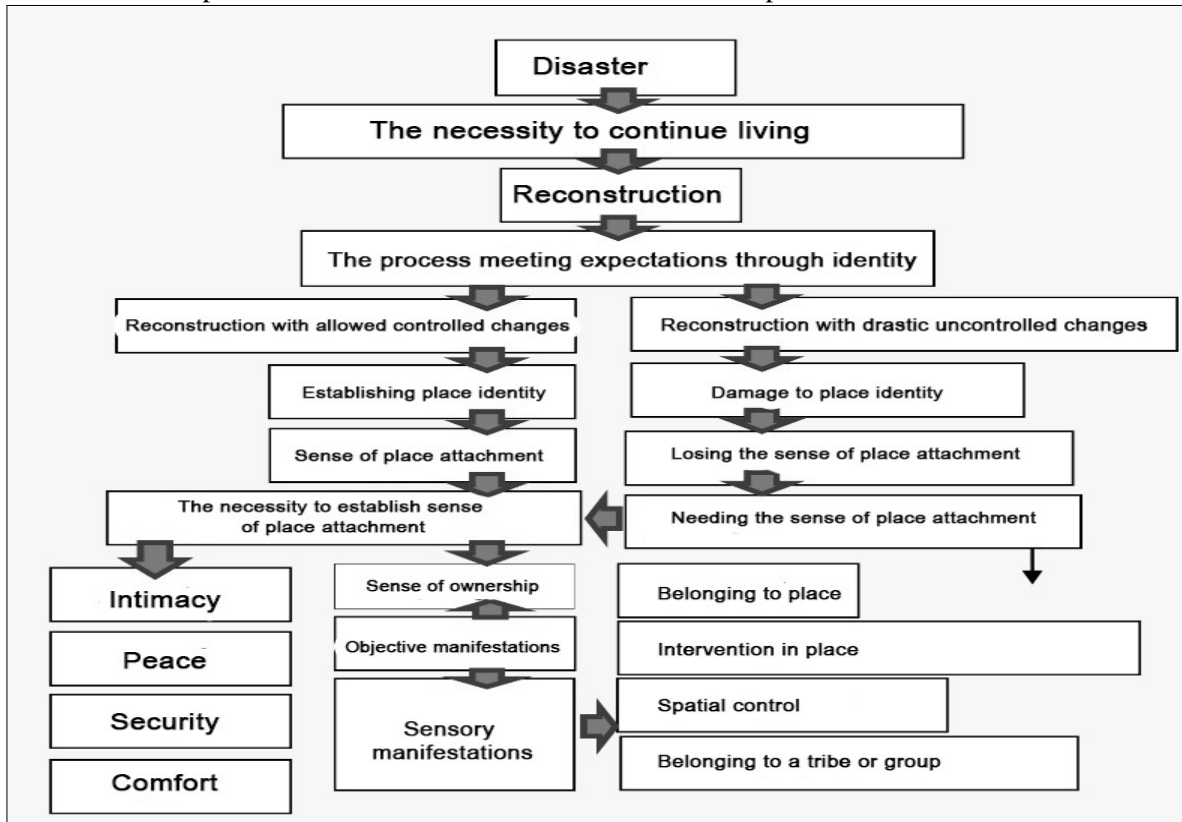 Disaster
The necessity to continue living
Reconstruction
The process meeting expectations through identity
Reconstruction with allowed controlled changes
Reconstruction with drastic uncontrolled changes
Establishing place identity
Damage to place identity
Sense of place attachment
Losing the sense of place attachment
The necessity to establish sense
of place attachment
Needing the sense of place attachment
Intimacy
Peace
Security
Comfort
Sense of ownership
Objective manifestations
Sensory
manifestations
Belonging to place
Intervention in place
Spatial control
Belonging to a tribe or group